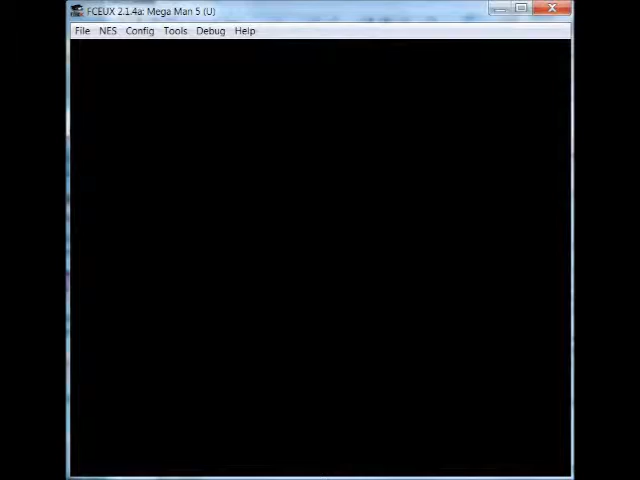 FCEUX 2.1.4a: Mega Man 5 (U)
File NES Config Tools Debug Help